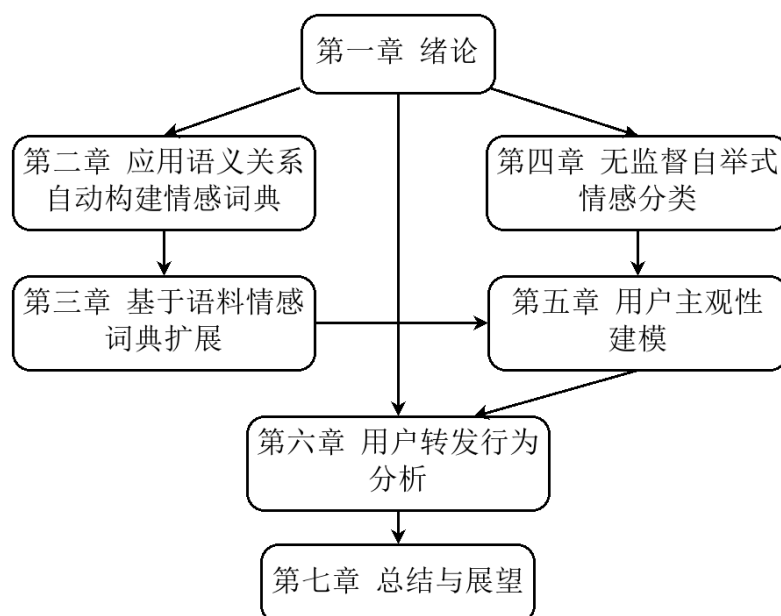 第一章 绪论
第二章 应用语义关系
自动构建情感词典
第四章 无监督自举式
情感分类
第三章 基于语料情感
词典扩展
第五章 用户主观性
建模
第六章 用户转发行为
分析
第七章 总结与展望